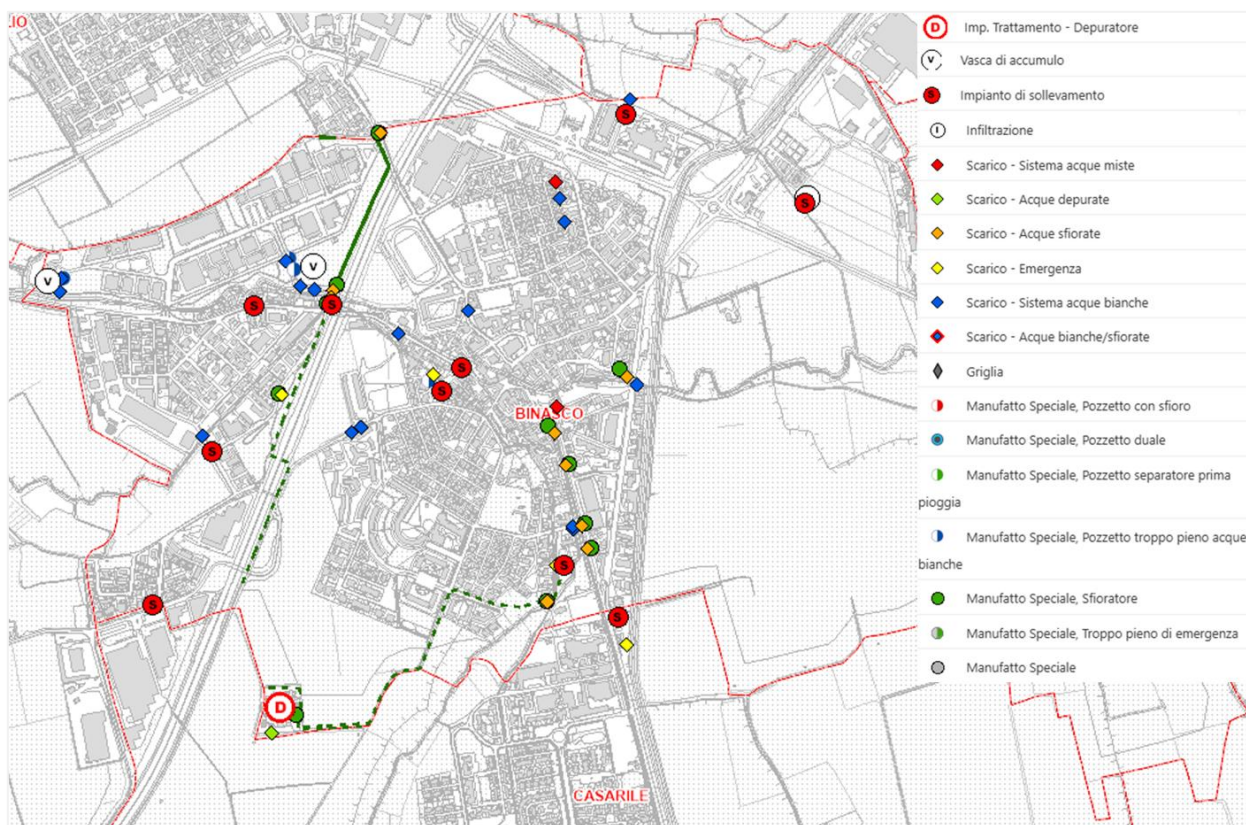 LIO
D
Imp. Trattamento - Depuratore
V
Vasca di accumulo
S
Impianto di sollevamento
I
Infiltrazione
Scarico - Sistema acque miste
Scarico - Acque depurate
Scarico - Acque sfiorate
Scarico - Emergenza
Scarico - Sistema acque bianche
Scarico - Acque bianche/sfiorate
Griglia
Manufatto Speciale, Pozzetto con sfioro
Manufatto Speciale, Pozzetto duale
Manufatto Speciale, Pozzetto separatore prima
pioggia
Manufatto Speciale, Pozzetto troppo pieno acque
bianche
Manufatto Speciale, Sfioratore
Manufatto Speciale, Troppo pieno di emergenza
Manufatto Speciale
S
S
V
V
S
S
S
S
BINASCO
S
S
S
S
D
CASARILE